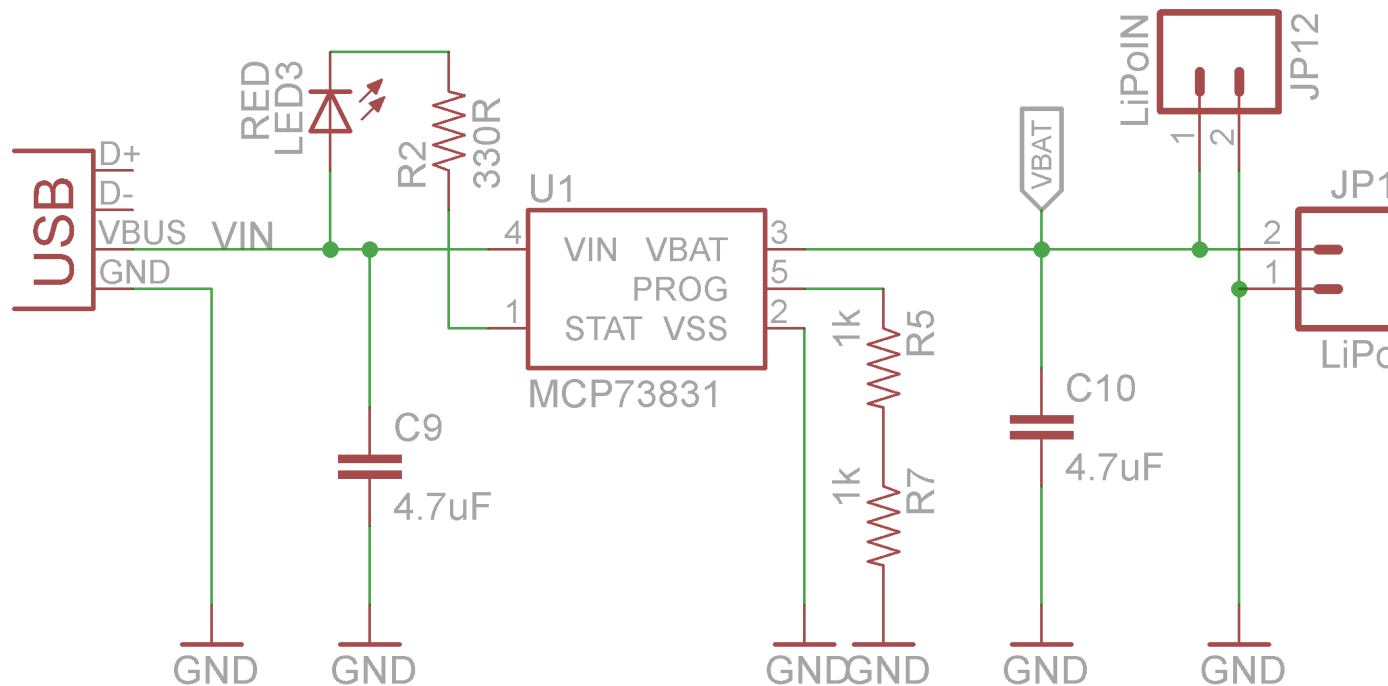 LiPoIN
JP12
1
2
RED
LED3
R2
330R
VBAT
USB
D+
D-
VBUS
GND
VIN
U1
4
VIN
VBAT
3
PROG
5
1
STAT
VSS
2
MCP73831
JP1
2
1
LiPo
1k
R5
C10
4.7uF
C9
4.7uF
1k
R7
GND
GND
GND
GND
GND
GND